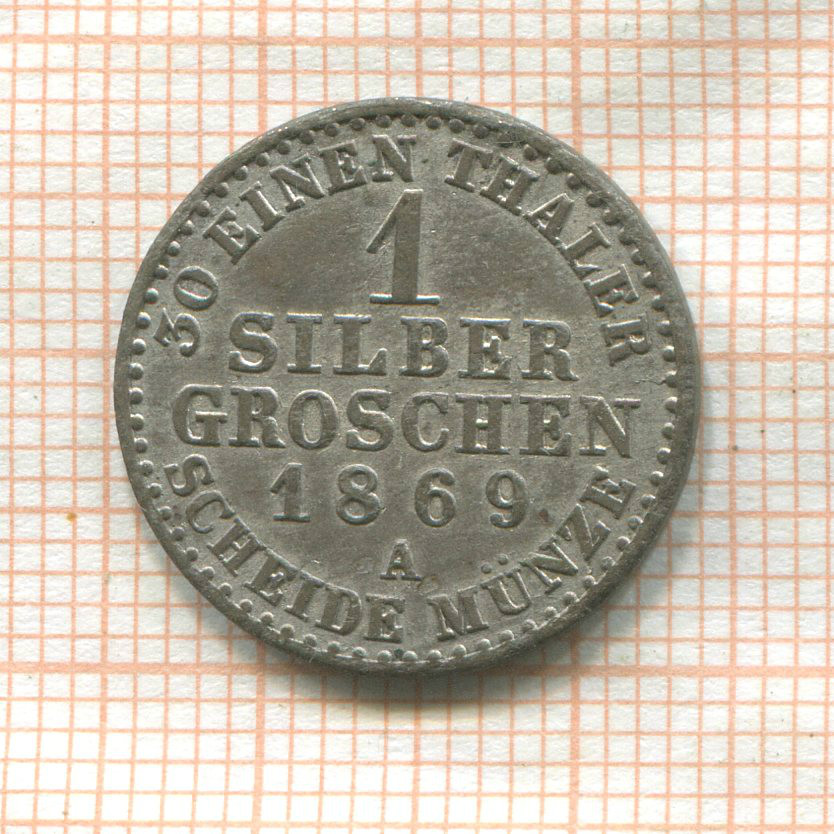 30 EINEN THALER
1
SILBER
GROSCHEN
1869
A
SCHEIDE MÜNZE